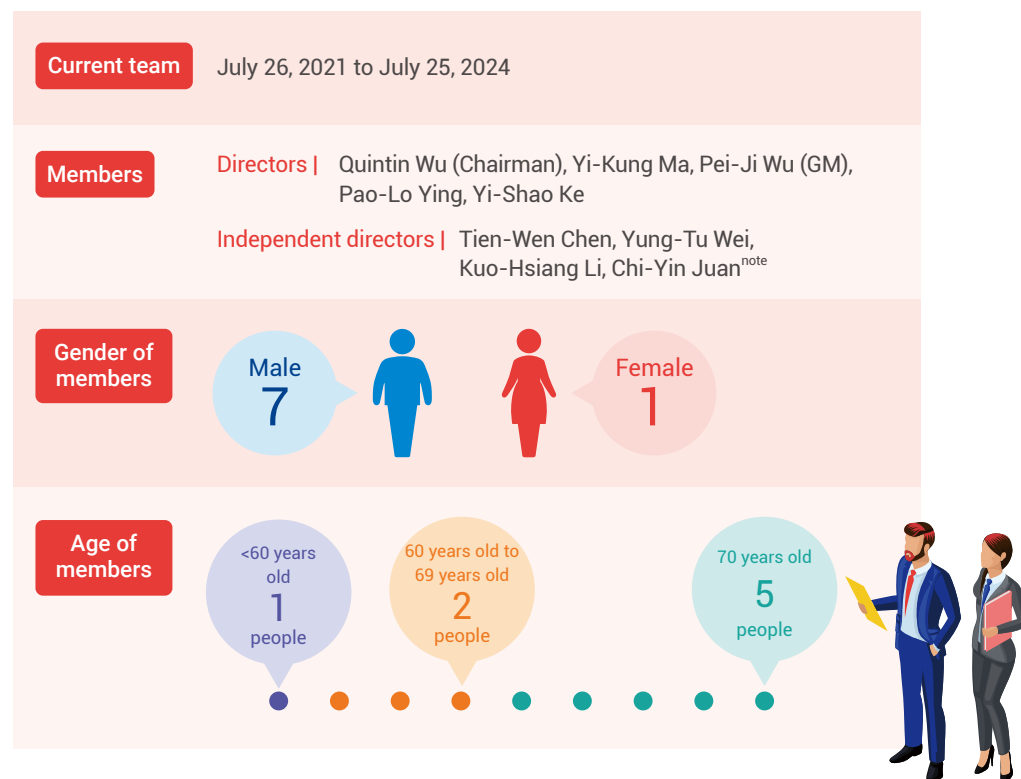 Current team
July 26, 2021 to July 25, 2024
Members
Directors | Quintin Wu (Chairman), Yi-Kung Ma, Pei-Ji Wu (GM),
Pao-Lo Ying, Yi-Shao Ke
Independent directors | Tien-Wen Chen, Yung-Tu Wei,
Kuo-Hsiang Li, Chi-Yin Juan note
Gender of
members
Male
7
Female
1
Age of
members
<60 years
old
1
people
60 years old to
69 years old
2
people
70 years old
5
people